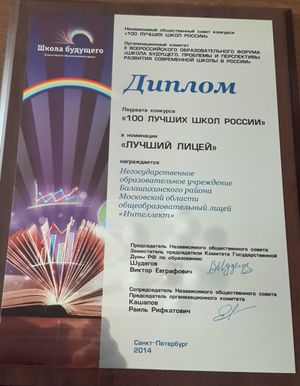 Школа будущего
Независимый общественный совет конкурса
«100 ЛУЧШИХ ШКОЛ РОССИИ»
Организационный комитет
II ВСЕРОССИЙСКОГО ОБРАЗОВАТЕЛЬНОГО ФОРУМА
«ШКОЛА БУДУЩЕГО. ПРОБЛЕМЫ И ПЕРСПЕКТИВЫ
РАЗВИТИЯ СОВРЕМЕННОЙ ШКОЛЫ В РОССИИ»
Диплом
Лауреата конкурса
«100 ЛУЧШИХ ШКОЛ РОССИИ»
в номинации
«ЛУЧШИЙ ЛИЦЕЙ»
награждается
Негосударственное
образовательное учреждение
Балашихинского района
Московской области
общеобразовательный лицей
«Интеллект»
Председатель Независимого общественного совета
Заместитель председателя Комитета Государственной
Думы РФ по образованию
Шудегов
Виктор Евграфович
Сопредседатель Независимого общественного совета
Председатель организационного комитета
Кашапов
Раиль Рифкатович
Санкт-Петербург
2014